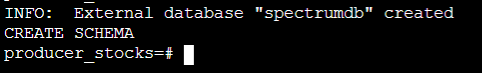 INFO:  External database "spectrumdb" created
CREATE SCHEMA
producer_stocks=#